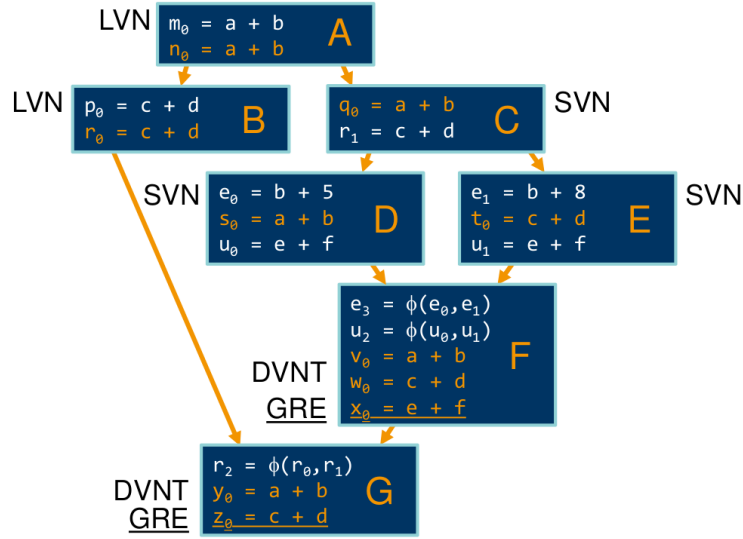 LVN
m₀ = a + b
n₀ = a + b
A
LVN
p₀ = c + d
r₀ = c + d
B
q₀ = a + b
r₁ = c + d
C
SVN
SVN
e₀ = b + 5
s₀ = a + b
u₀ = e + f
D
e₁ = b + 8
t₀ = c + d
u₁ = e + f
E
SVN
e₃ = ϕ(e₀,e₁)
u₂ = ϕ(u₀,u₁)
v₀ = a + b
w₀ = c + d
x₀ = e + f
F
DVNT
GRE
r₂ = ϕ(r₀,r₁)
y₀ = a + b
z₀ = c + d
G
DVNT
GRE